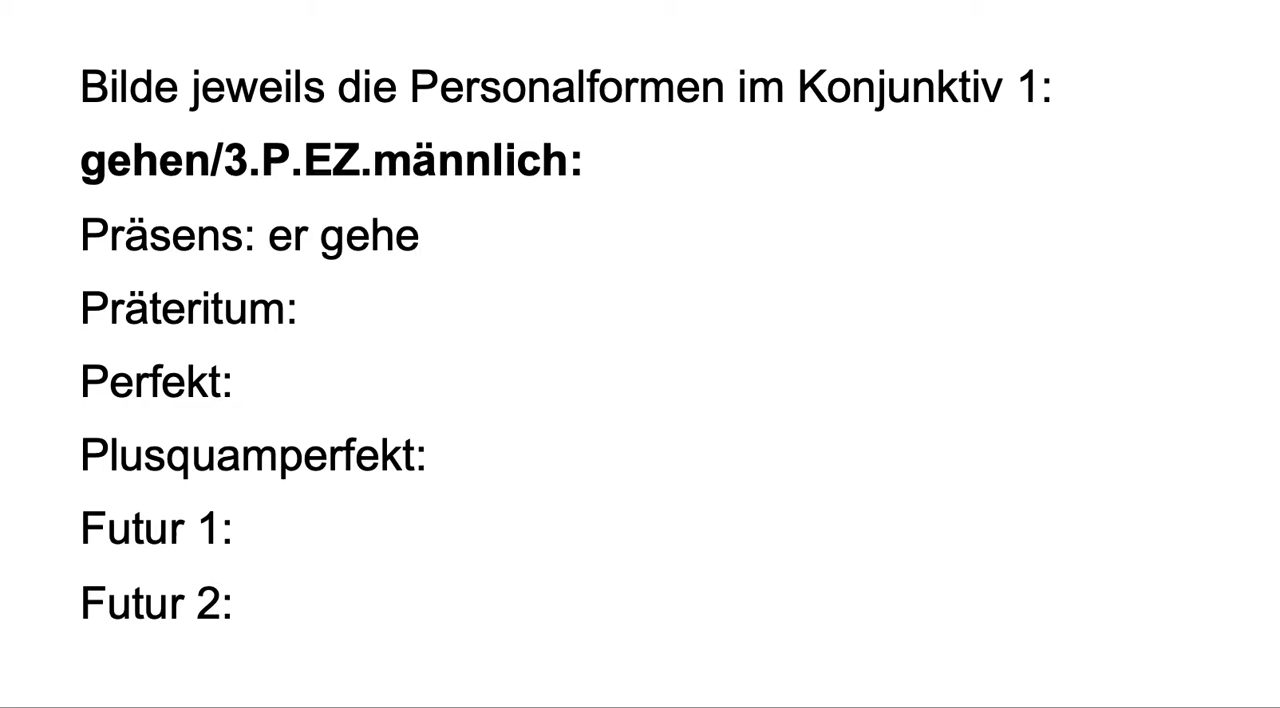 Bilde jeweils die Personalformen im Konjunktiv 1:
gehen/3.P.EZ.männlich:
Präsens: er gehe
Präteritum:
Perfekt:
Plusquamperfekt:
Futur 1:
Futur 2: